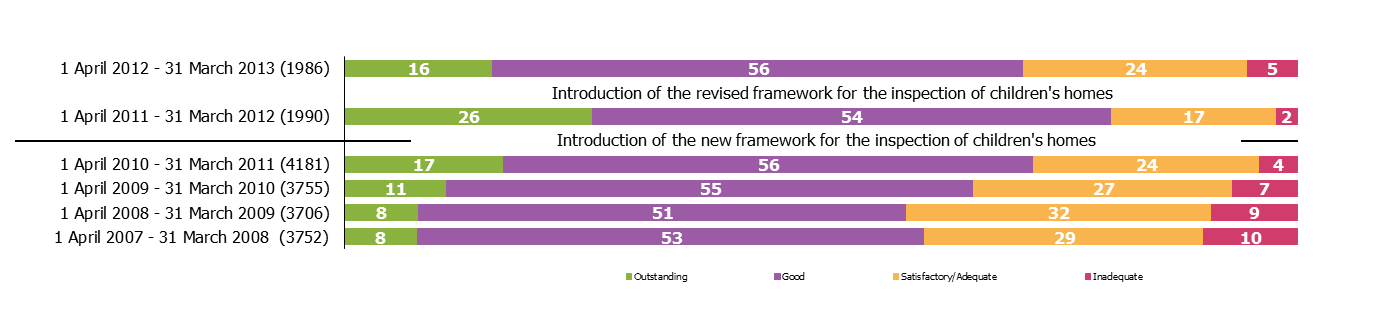 1 April 2012 - 31 March 2013 (1986) 16 56 24 5
Introduction of the revised framework for the inspection of children's homes
1 April 2011 - 31 March 2012 (1990) 26 54 17 2
Introduction of the new framework for the inspection of children's homes
1 April 2010 - 31 March 2011 (4181) 17 56 24 4
1 April 2009 - 31 March 2010 (3755) 11 55 27 7
1 April 2008 - 31 March 2009 (3706) 8 51 32 9
1 April 2007 - 31 March 2008 (3752) 8 53 29 10
Outstanding Good Satisfactory/Adequate Inadequate